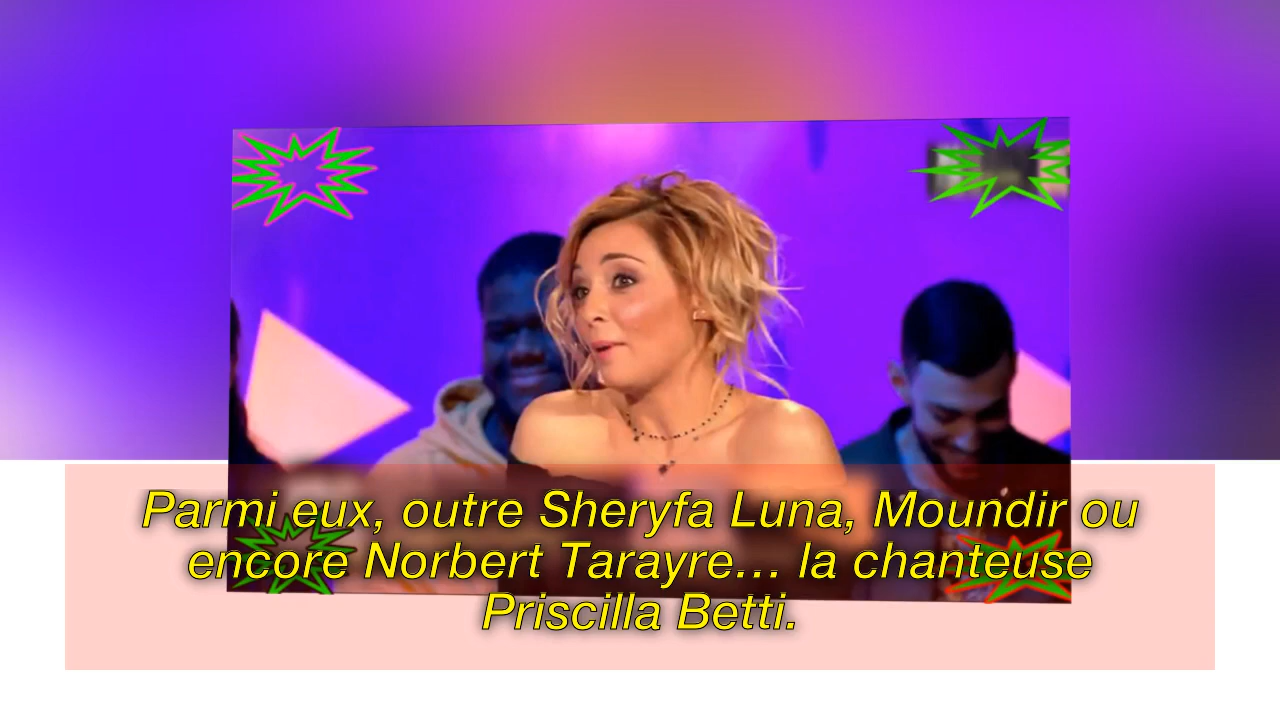 Parmi eux, outre Sheryfa Luna, Moundir ou
encore Norbert Tarayre… la chanteuse
Priscilla Betti.